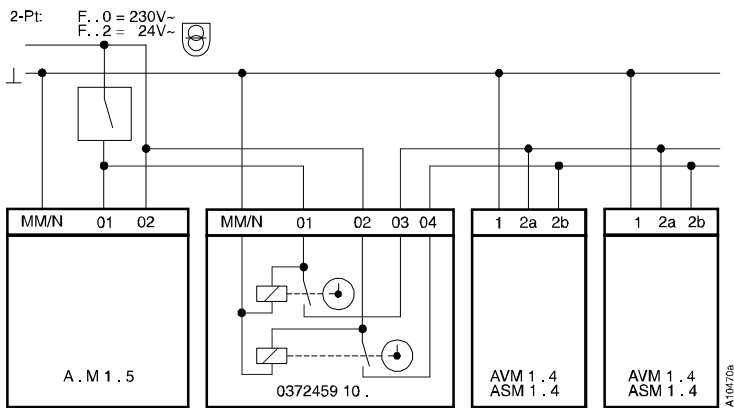 2-Pt: F..0 = 230V~
F..2 = 24V~
⊥
MM/N 01 02
MM/N 01 02 03 04
1 2a 2b
1 2a 2b
A.M 1.5
0372459 10.
AVM 1.4
ASM 1.4
AVM 1.4
ASM 1.4
A10470a